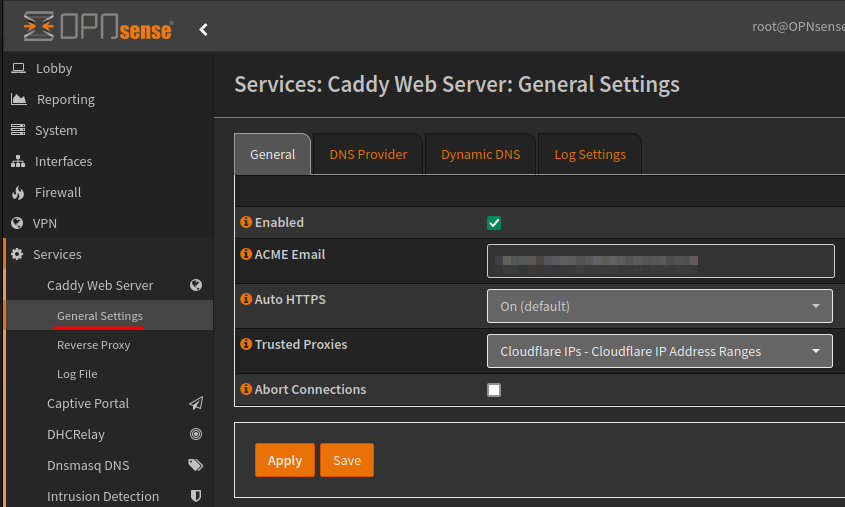 OPNsense
root@OPNsense
Lobby
Reporting
System
Interfaces
Firewall
VPN
Services
Caddy Web Server
General Settings
Reverse Proxy
Log File
Captive Portal
DHCRelay
Dnsmasq DNS
Intrusion Detection
Services: Caddy Web Server: General Settings
General
DNS Provider
Dynamic DNS
Log Settings
Enabled
ACME Email
Auto HTTPS
On (default)
Trusted Proxies
Cloudflare IPs - Cloudflare IP Address Ranges
Abort Connections
Apply
Save